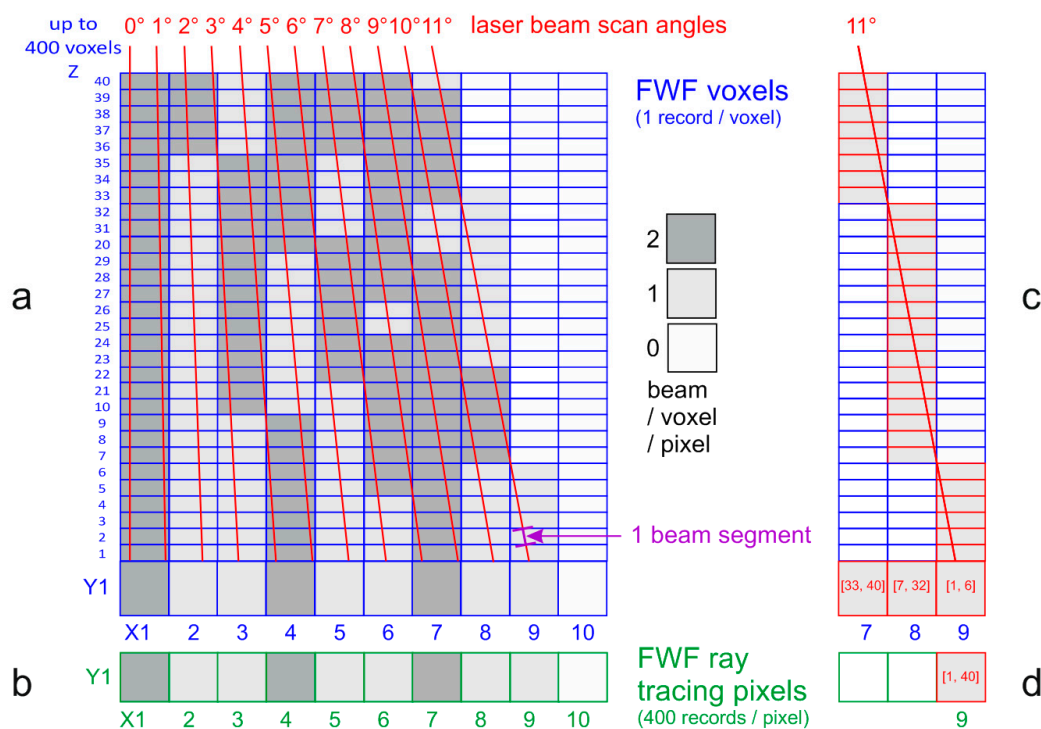 up to
400 voxels
0° 1° 2° 3° 4° 5° 6° 7° 8° 9° 10° 11° laser beam scan angles
11°
Z
40
39
38
37
36
35
34
33
32
31
20
29
28
27
26
25
24
23
22
21
10
9
8
7
6
5
4
3
2
1
FWF voxels
(1 record / voxel)
2
1
0
beam
/ voxel
/ pixel
a
c
1 beam segment
Y1
[33, 40] [7, 32] [1, 6]
X1 2 3 4 5 6 7 8 9 10
7 8 9
b
Y1
X1 2 3 4 5 6 7 8 9 10
FWF ray
tracing pixels
(400 records / pixel)
[1, 40]
9
d